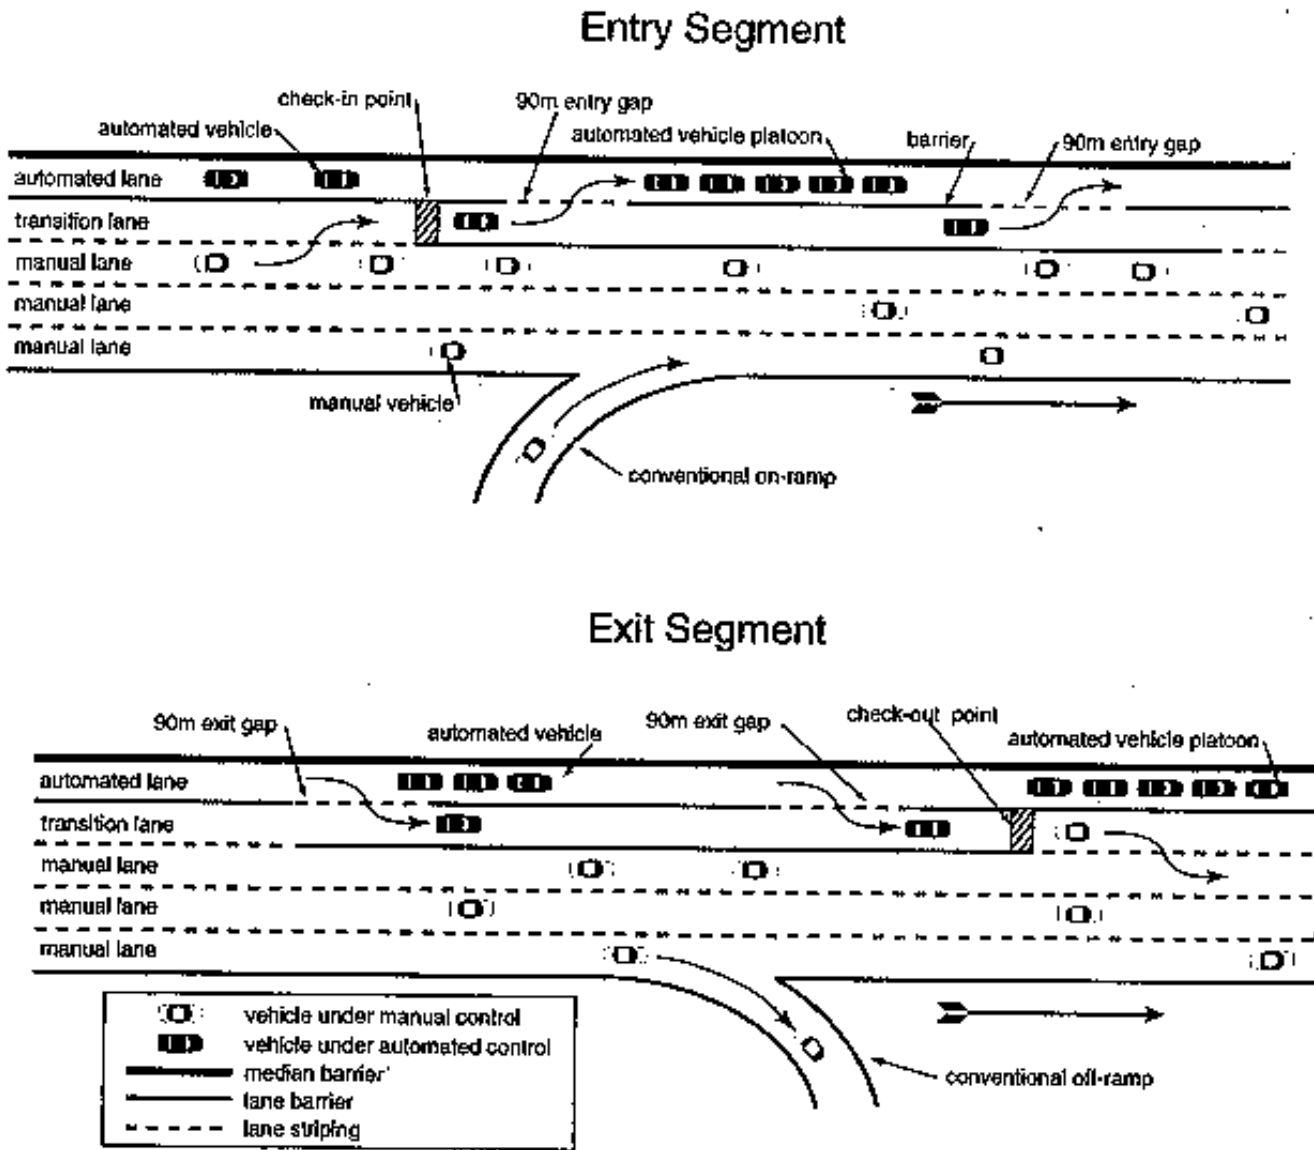 Entry Segment
check-in point
90m entry gap
automated vehicle
automated vehicle platoon
barrier
90m entry gap
automated lane
transition lane
manual lane
manual lane
manual lane
manual vehicle
conventional on-ramp
Exit Segment
90m exit gap
automated vehicle
90m exit gap
check-out point
automated vehicle platoon
automated lane
transition lane
manual lane
manual lane
manual lane
vehicle under manual control
vehicle under automated control
median barrier
lane barrier
lane striping
conventional off-ramp